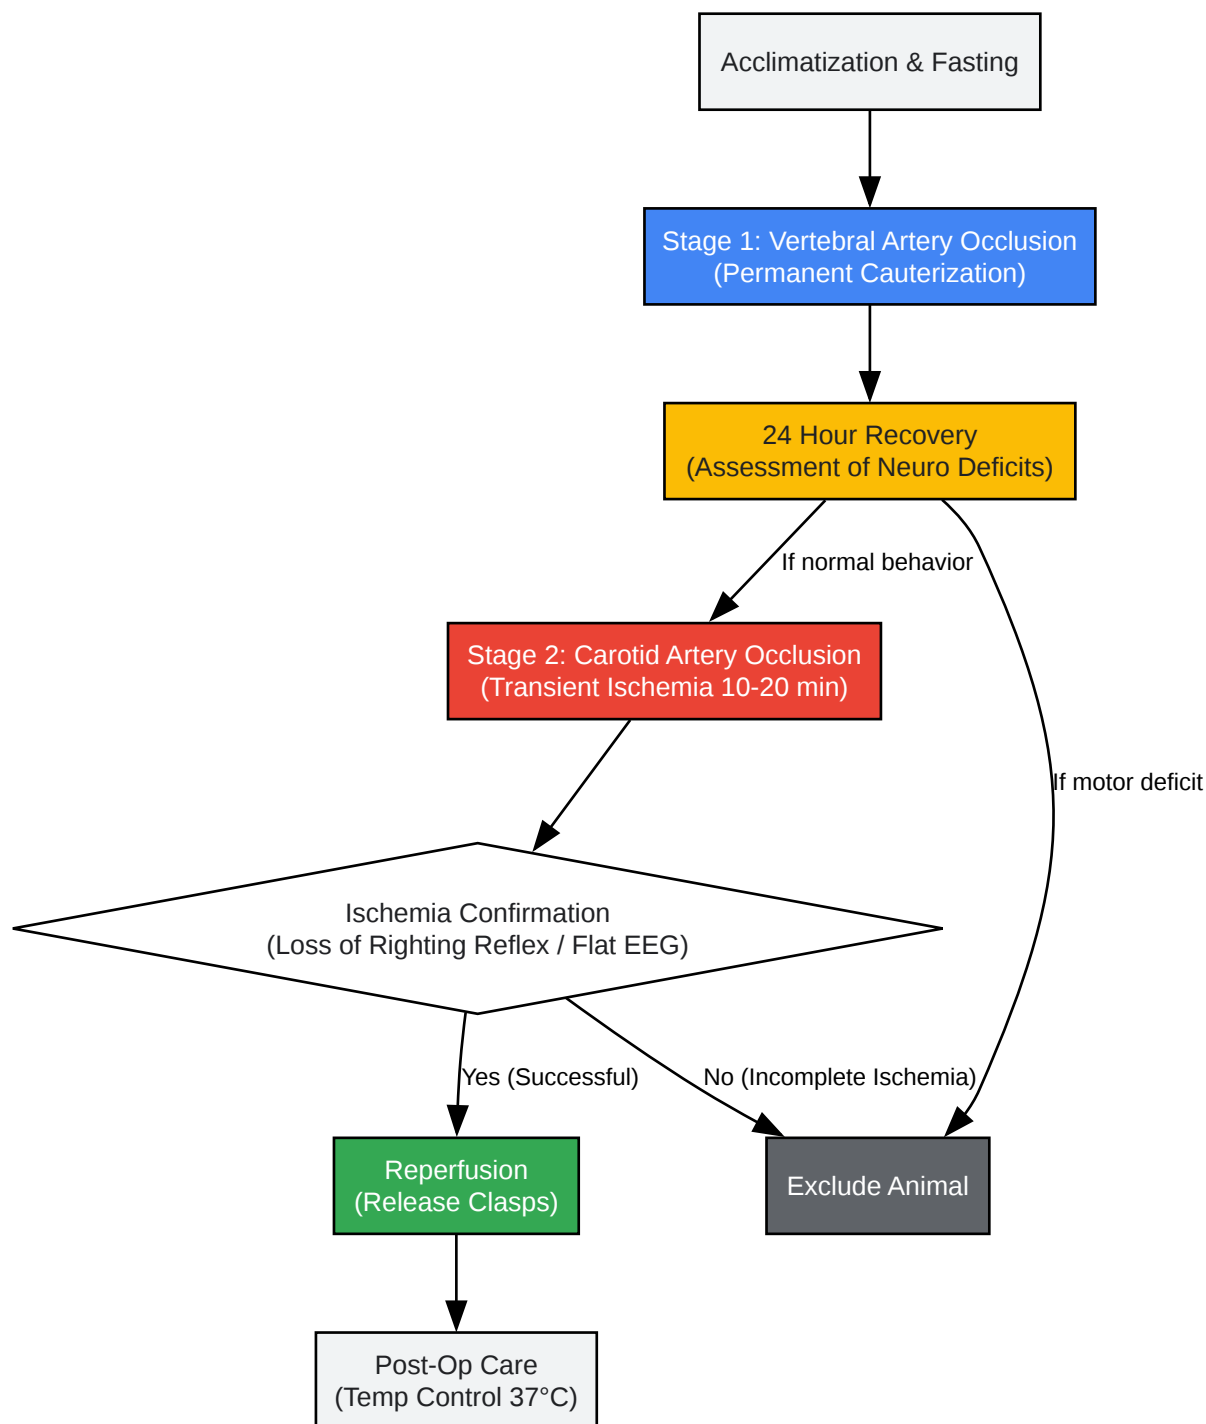 Acclimatization & Fasting
Stage 1: Vertebral Artery Occlusion
(Permanent Cauterization)
24 Hour Recovery
(Assessment of Neuro Deficits)
If normal behavior
Stage 2: Carotid Artery Occlusion
(Transient Ischemia 10-20 min)
If motor deficit
Ischemia Confirmation
(Loss of Righting Reflex / Flat EEG)
Yes (Successful)
No (Incomplete Ischemia)
Reperfusion
(Release Clasps)
Exclude Animal
Post-Op Care
(Temp Control 37°C)